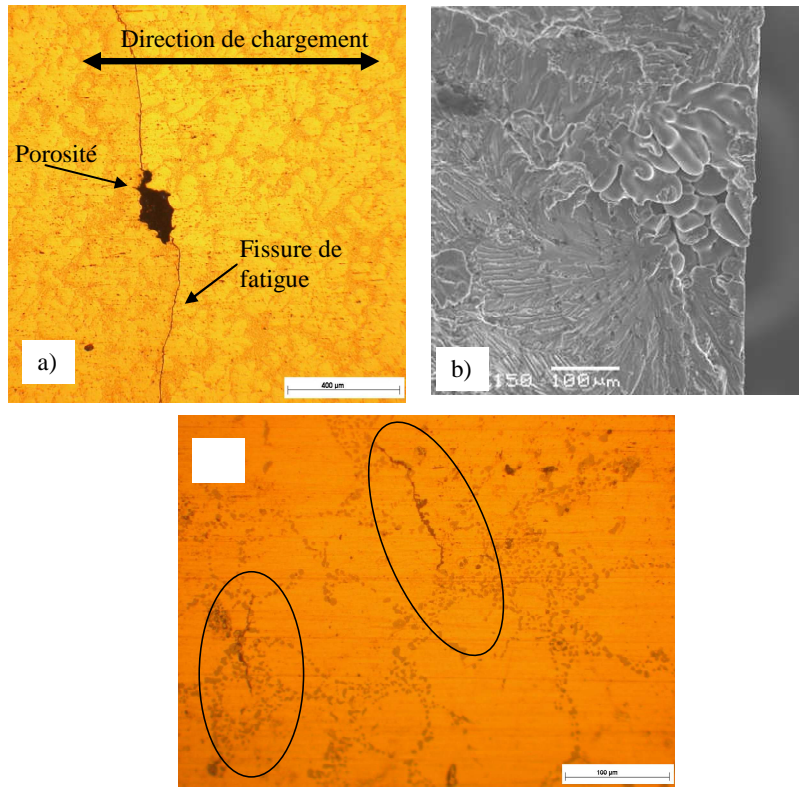 Direction de chargement
Porosité
Fissure de
fatigue
a)
400 µm
b)
150 100µm
100 µm